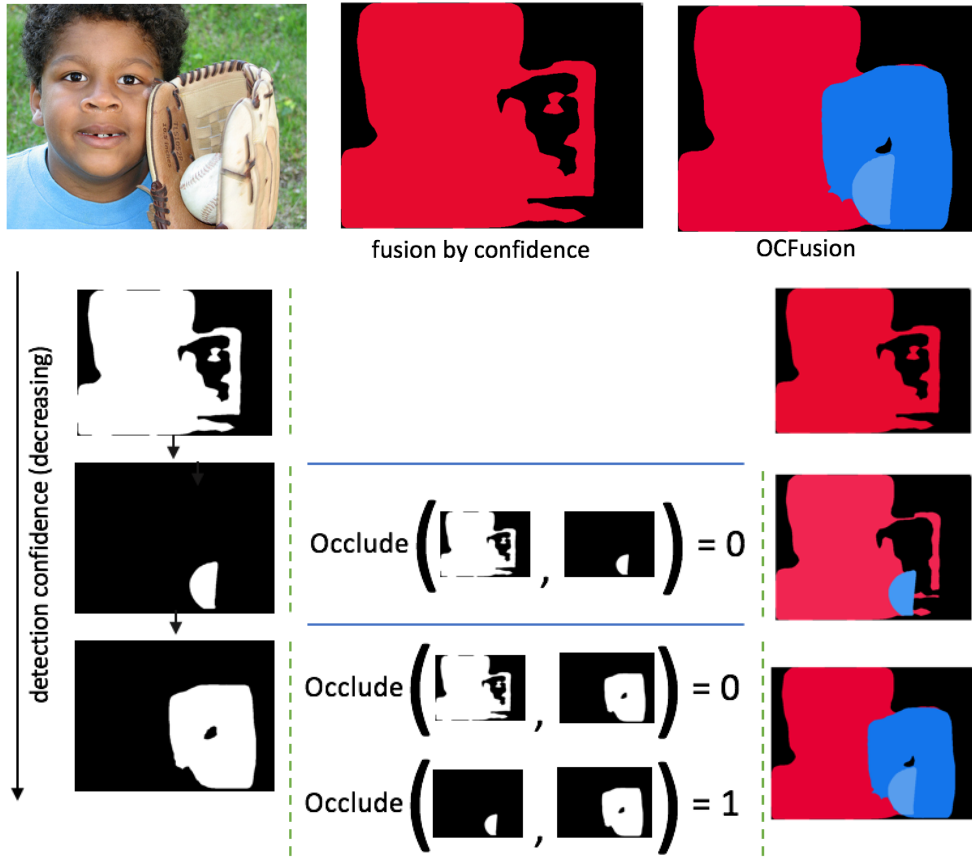 fusion by confidence
OCFusion
detection confidence (decreasing)
Occlude ( , ) = 0
Occlude ( , ) = 0
Occlude ( , ) = 1